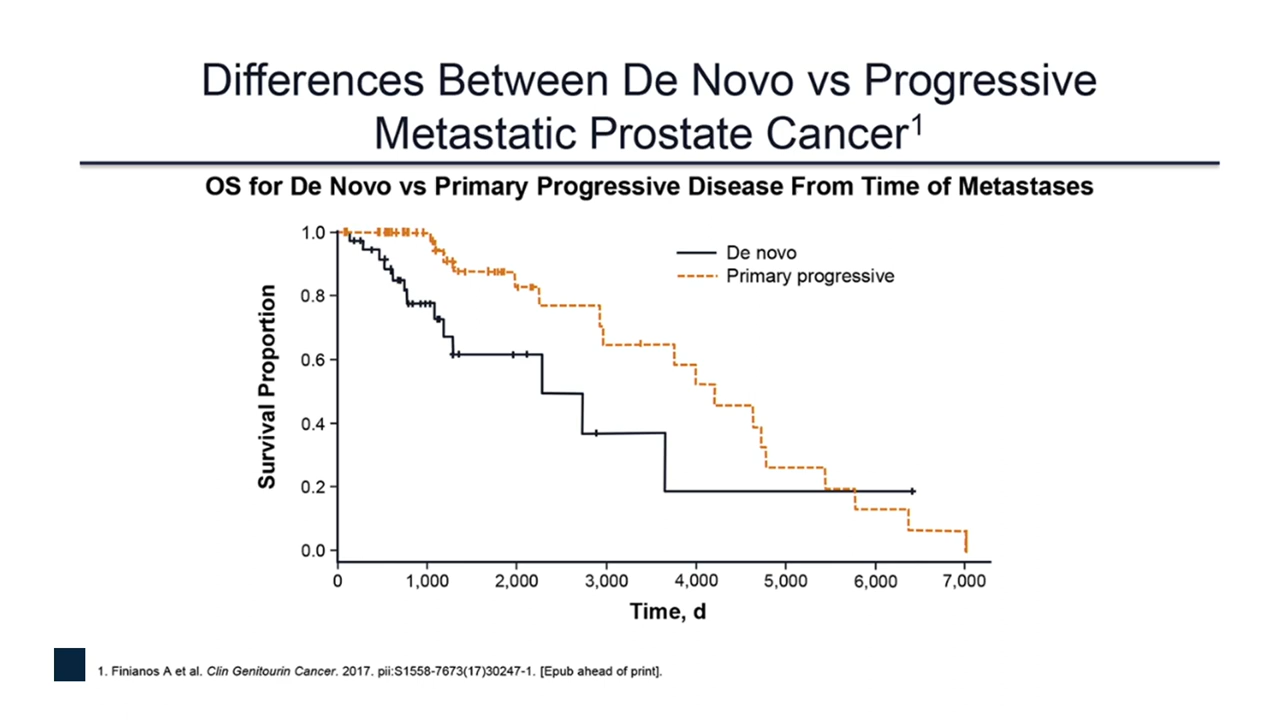 Differences Between De Novo vs Progressive
Metastatic Prostate Cancer1
OS for De Novo vs Primary Progressive Disease From Time of Metastases
De novo
Primary progressive
Survival Proportion
1.0
0.8
0.6
0.4
0.2
0.0
0 1,000 2,000 3,000 4,000 5,000 6,000 7,000
Time, d
1. Finianos A et al. Clin Genitourin Cancer. 2017. pii:S1558-7673(17)30247-1. [Epub ahead of print].